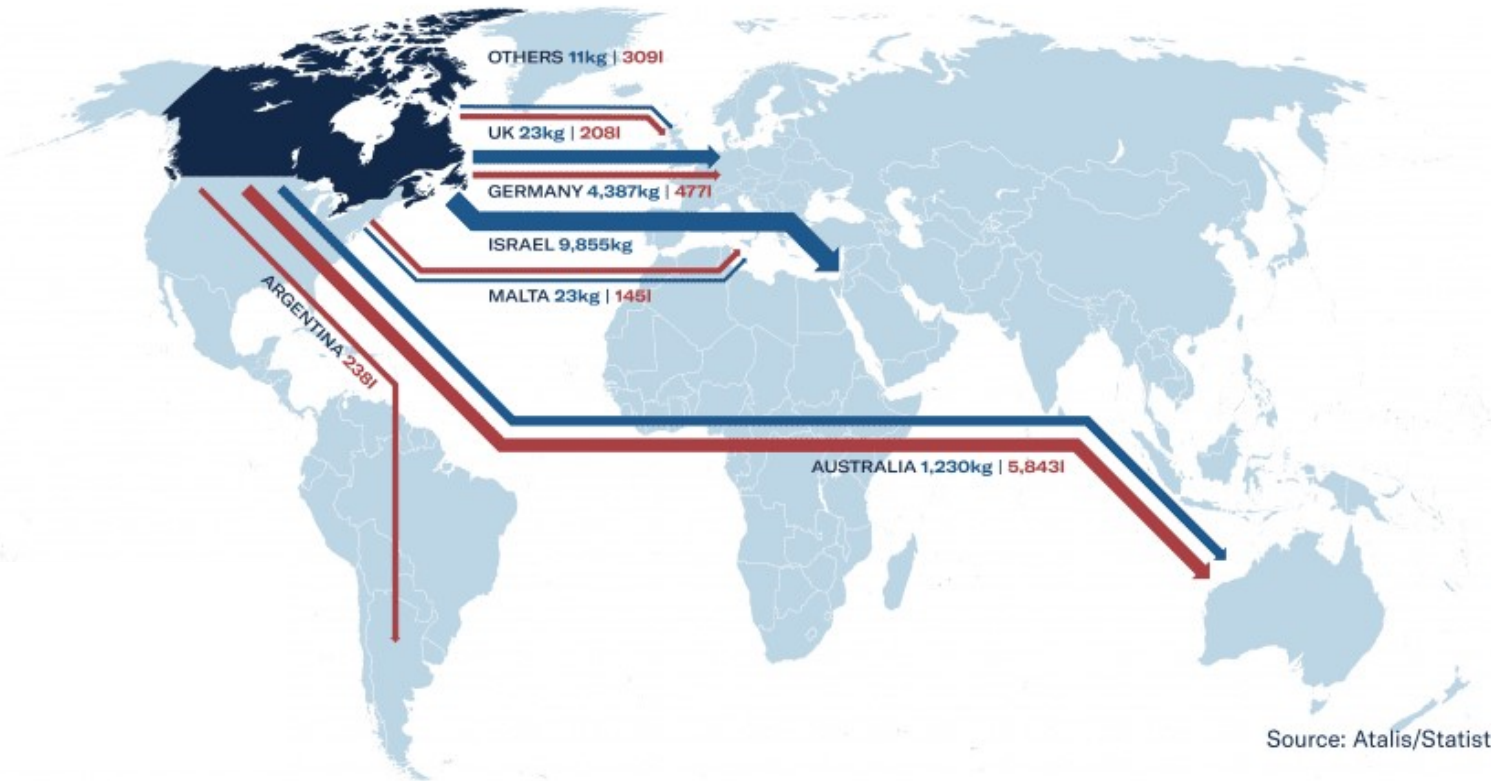 OTHERS 11kg | 309l
UK 23kg | 208l
GERMANY 4,387kg | 477l
ISRAEL 9,855kg
MALTA 23kg | 145l
ARGENTINA 238l
AUSTRALIA 1,230kg | 5,843l
Source: Atalis/Statist